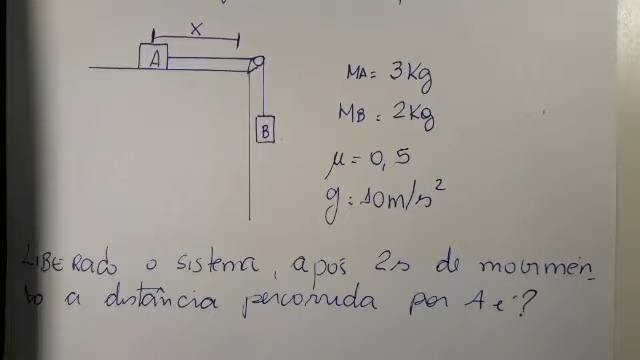 x
A
B
MA = 3Kg
MB = 2Kg
μ = 0,5
g = 10m/s²
LIBERado o sistema, após 2s de movimen-
to a distância percorrida por A é?